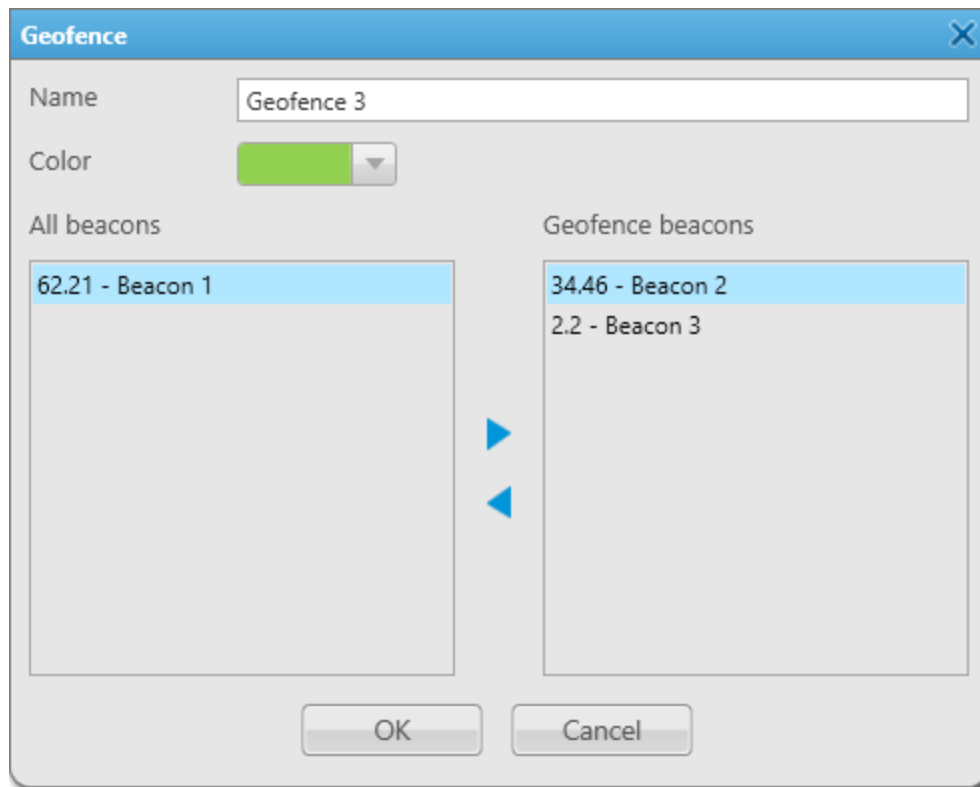 Geofence
Name
Geofence 3
Color
All beacons
Geofence beacons
62.21 - Beacon 1
34.46 - Beacon 2
2.2 - Beacon 3
OK
Cancel